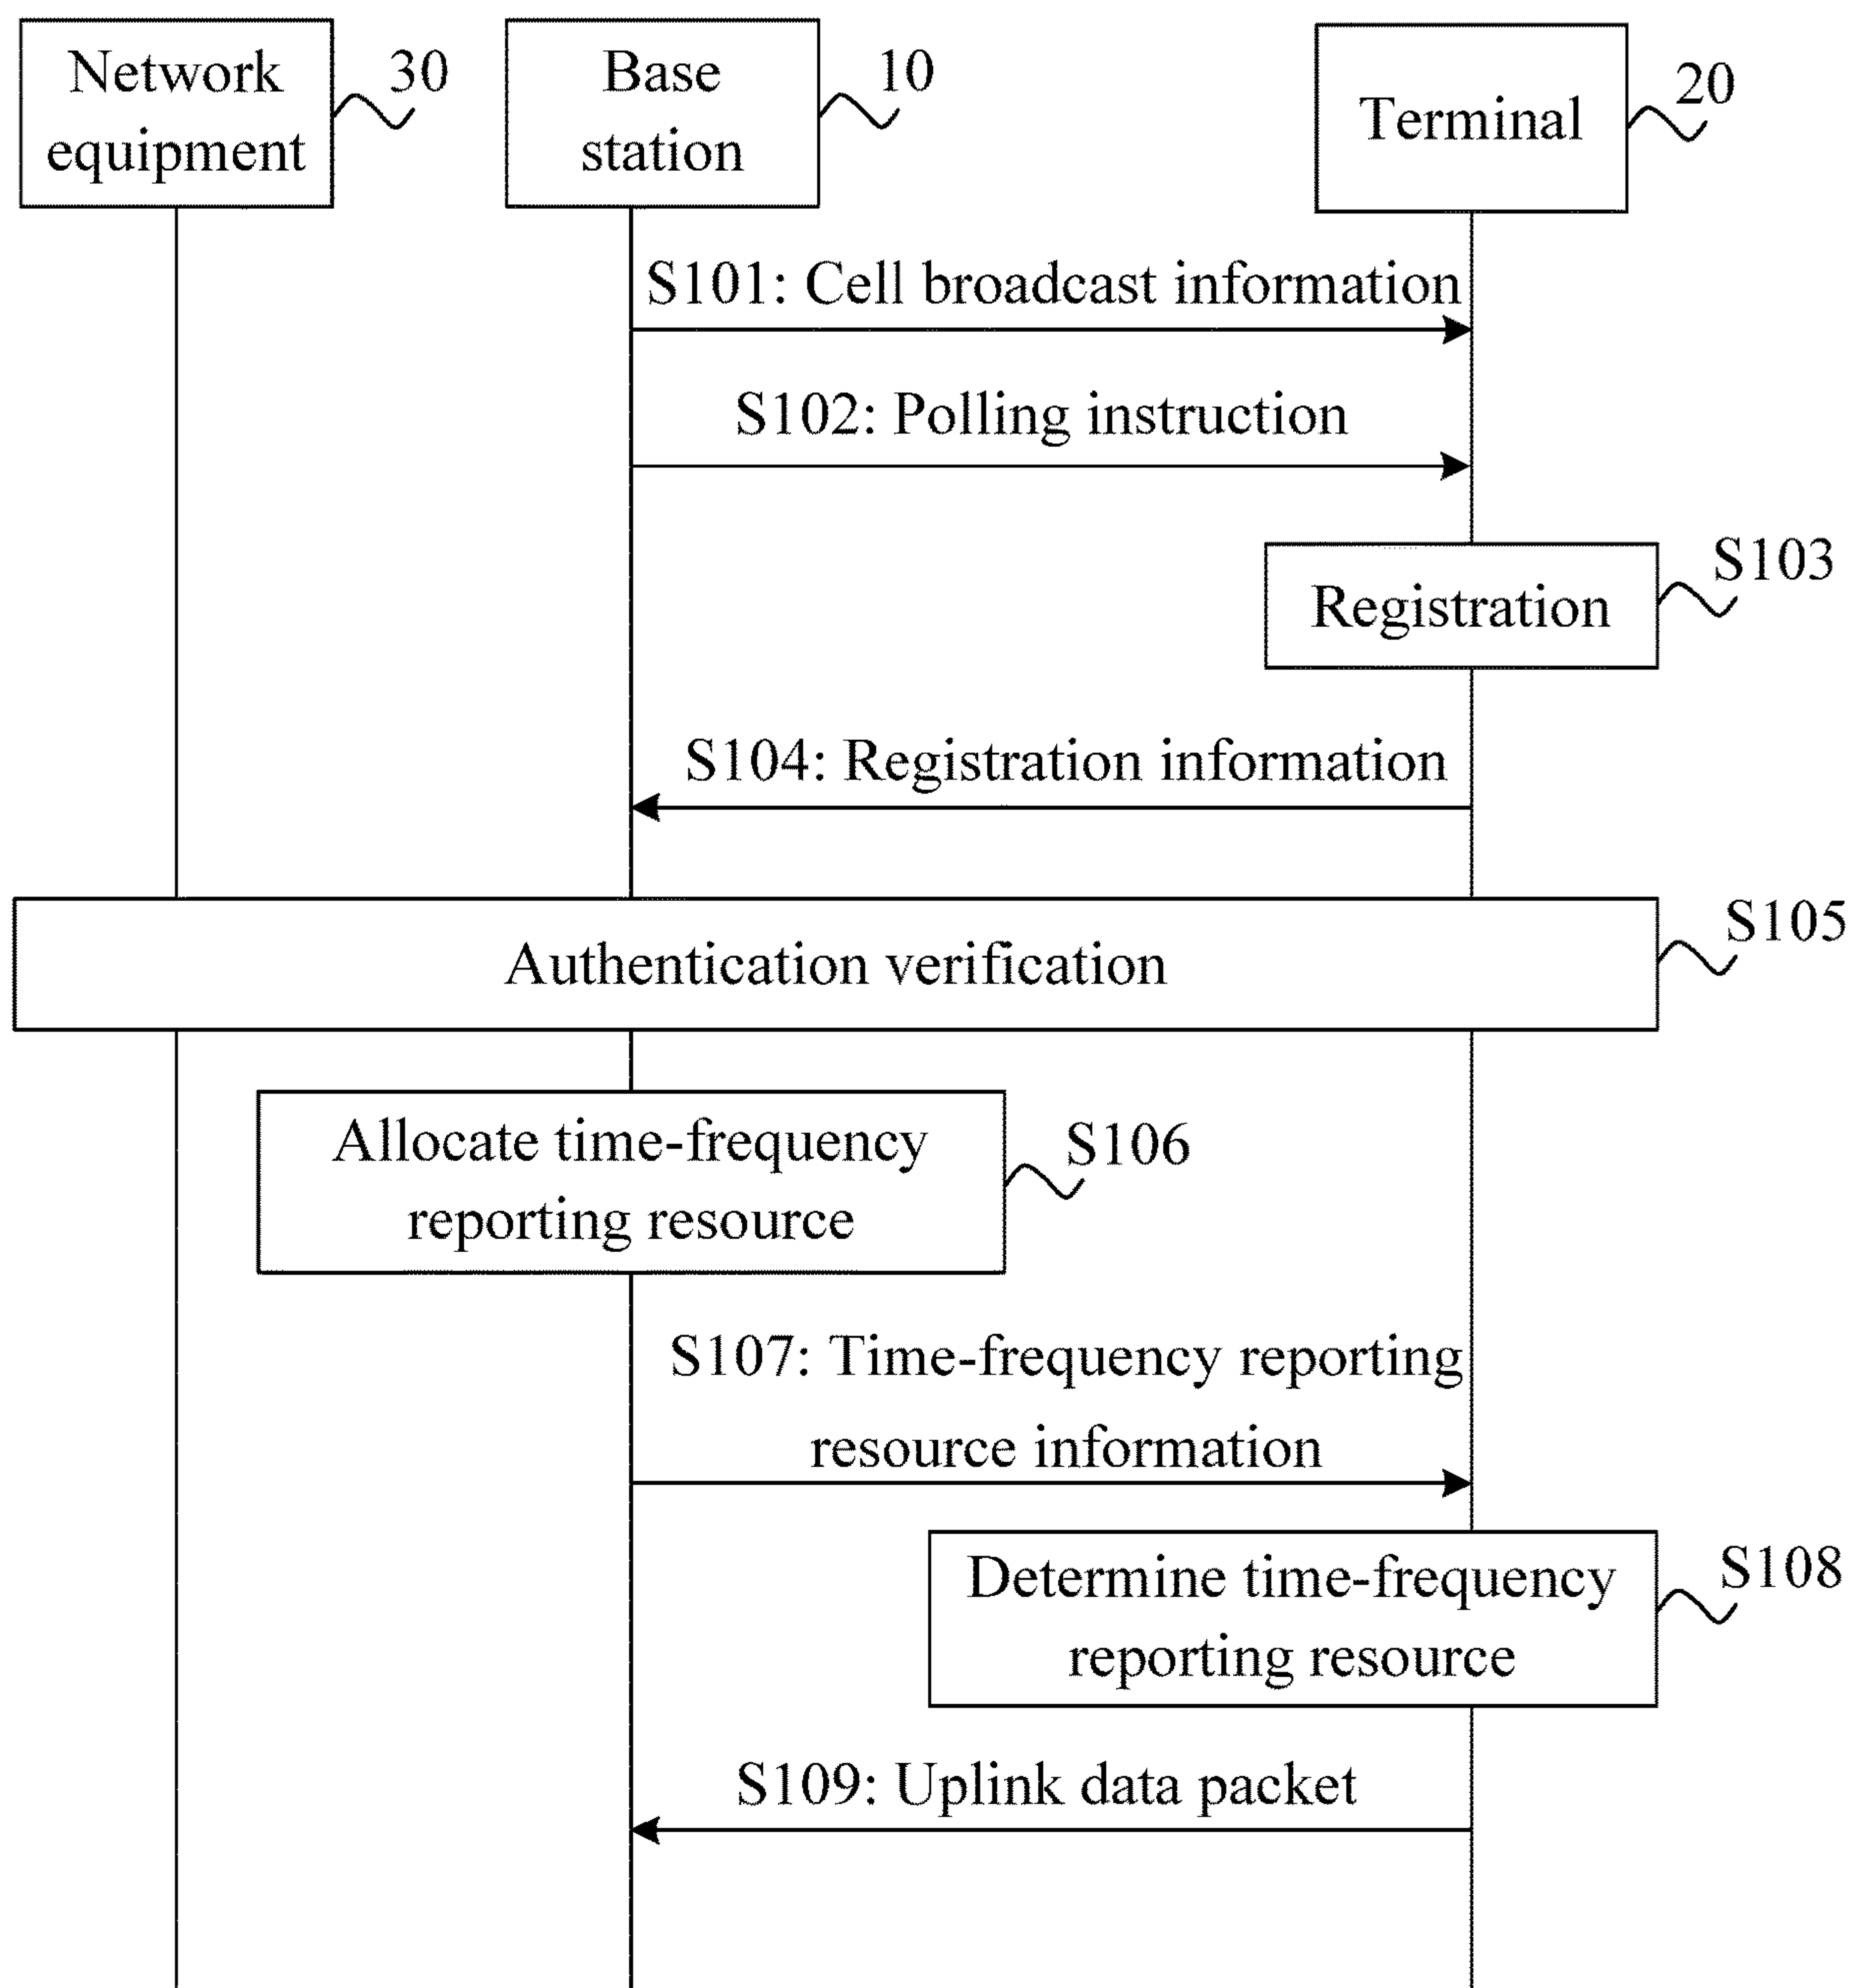 Network
equipment
30
Base
station
10
Terminal
20
S101: Cell broadcast information
S102: Polling instruction
Registration
S103
S104: Registration information
Authentication verification
S105
Allocate time-frequency
reporting resource
S106
S107: Time-frequency reporting
resource information
Determine time-frequency
reporting resource
S108
S109: Uplink data packet